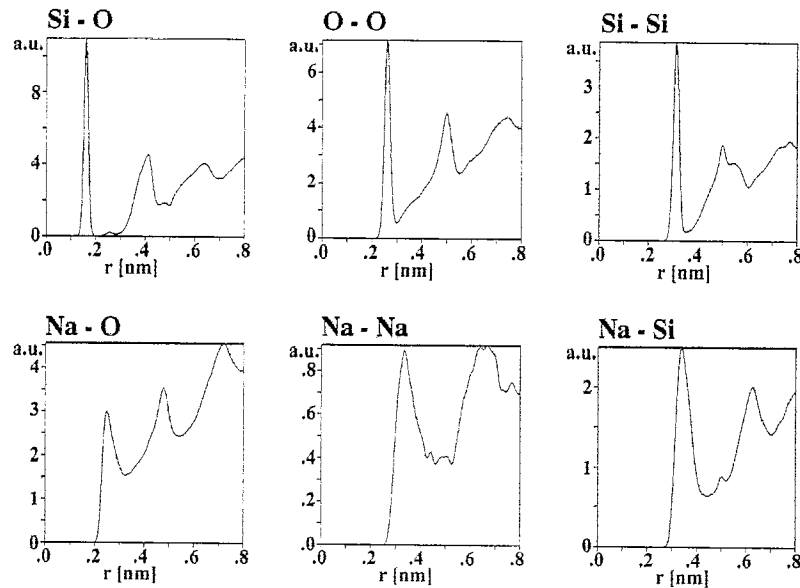 Si - O
O - O
Si - Si
a.u.
a.u.
a.u.
8
4
0
6
4
2
0
3
2
1
0
.0 .2 .4 .6 .8
.0 .2 .4 .6 .8
.0 .2 .4 .6 .8
r [nm]
r [nm]
r [nm]
Na - O
Na - Na
Na - Si
a.u.
a.u.
a.u.
4
3
2
1
0
.8
.6
.4
.2
.0
2
1
0
.0 .2 .4 .6 .8
.0 .2 .4 .6 .8
.0 .2 .4 .6 .8
r [nm]
r [nm]
r [nm]